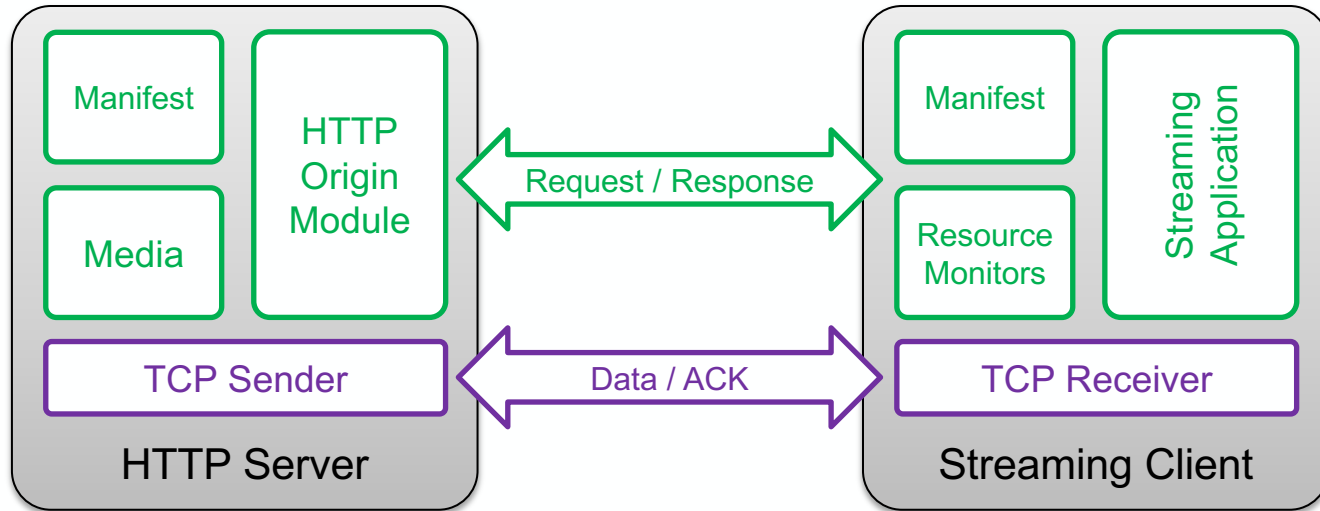 Manifest
HTTP
Origin
Module
Media
TCP Sender
HTTP Server
Request / Response
Data / ACK
Manifest
Resource
Monitors
Streaming
Application
TCP Receiver
Streaming Client